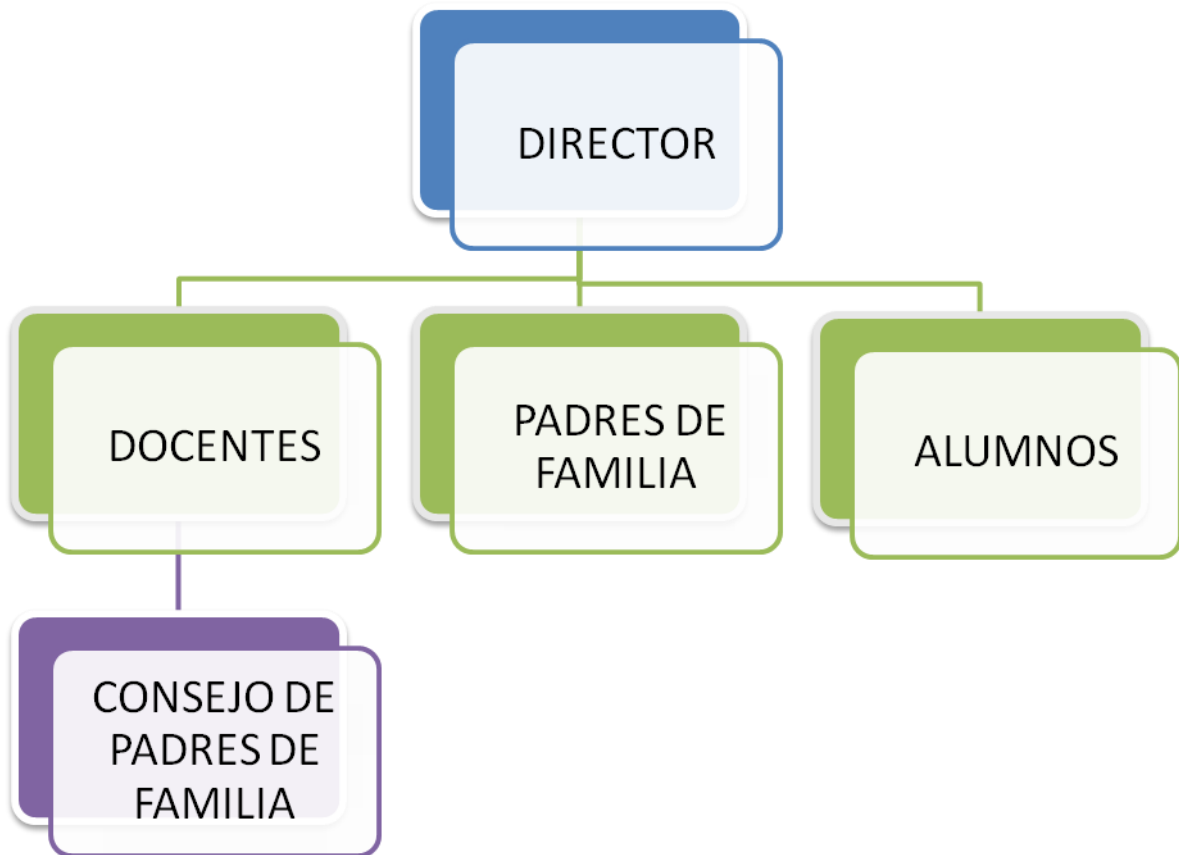 DIRECTOR
DOCENTES
PADRES DE
FAMILIA
ALUMNOS
CONSEJO DE
PADRES DE
FAMILIA